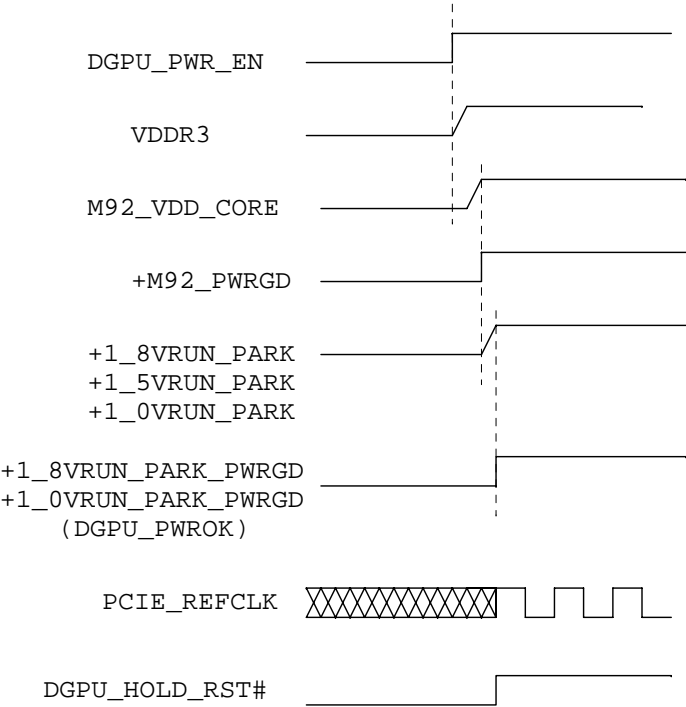 DGPU_PWR_EN
VDDR3
M92_VDD_CORE
+M92_PWRGD
+1_8VRUN_PARK
+1_5VRUN_PARK
+1_0VRUN_PARK
+1_8VRUN_PARK_PWRGD
+1_0VRUN_PARK_PWRGD
(DGPU_PWROK)
PCIE_REFCLK
DGPU_HOLD_RST#